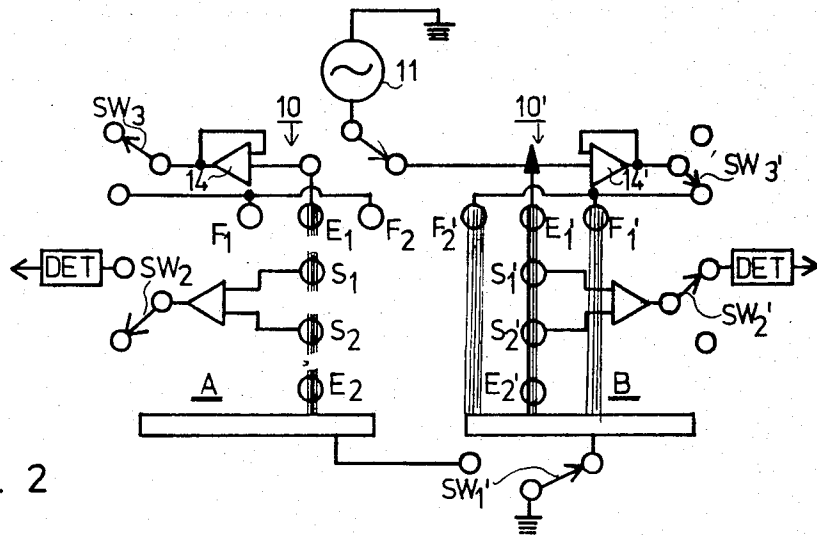 11
SW3 10 10'
14 14' SW3'
F1 E1 F2 F2' E1' F1'
DET SW2 S1 S1' DET
S2 S2' SW2'
A E2 E2' B
SW1'
. 2